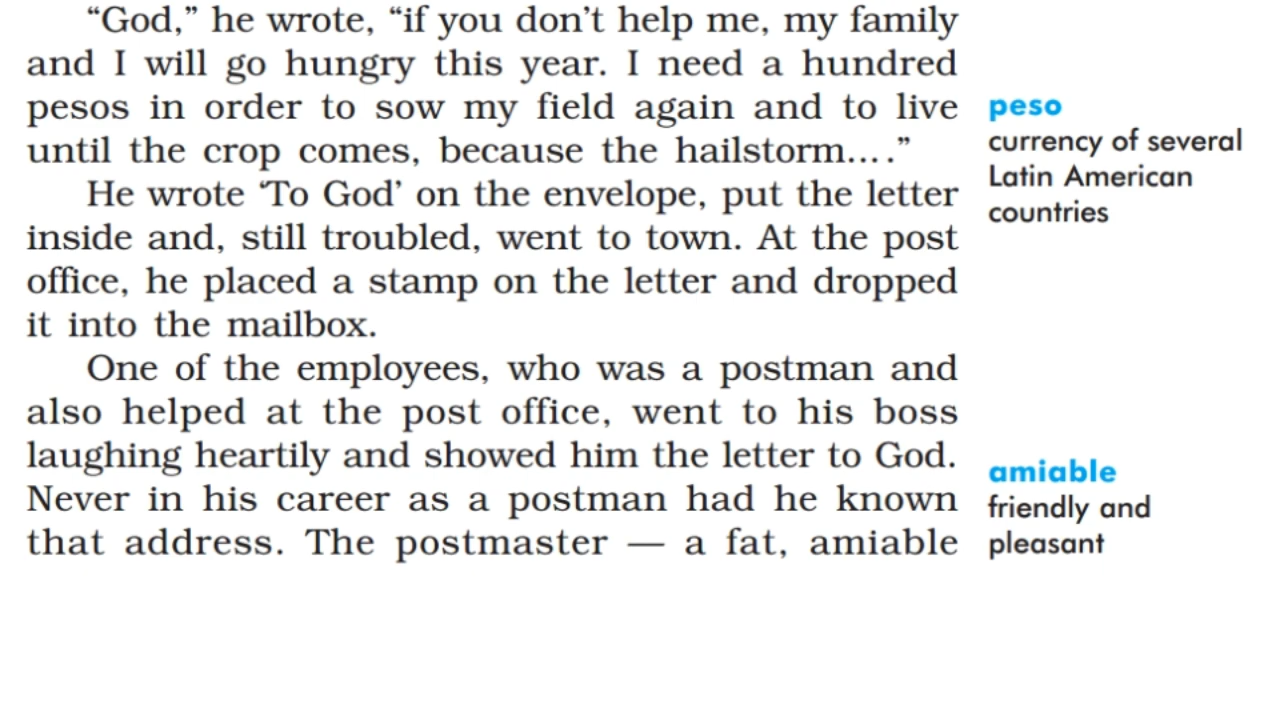 “God,” he wrote, “if you don’t help me, my family
and I will go hungry this year. I need a hundred
pesos in order to sow my field again and to live
until the crop comes, because the hailstorm....”
He wrote ‘To God’ on the envelope, put the letter
inside and, still troubled, went to town. At the post
office, he placed a stamp on the letter and dropped
it into the mailbox.
One of the employees, who was a postman and
also helped at the post office, went to his boss
laughing heartily and showed him the letter to God.
Never in his career as a postman had he known
that address. The postmaster — a fat, amiable
peso
currency of several
Latin American
countries
amiable
friendly and
pleasant